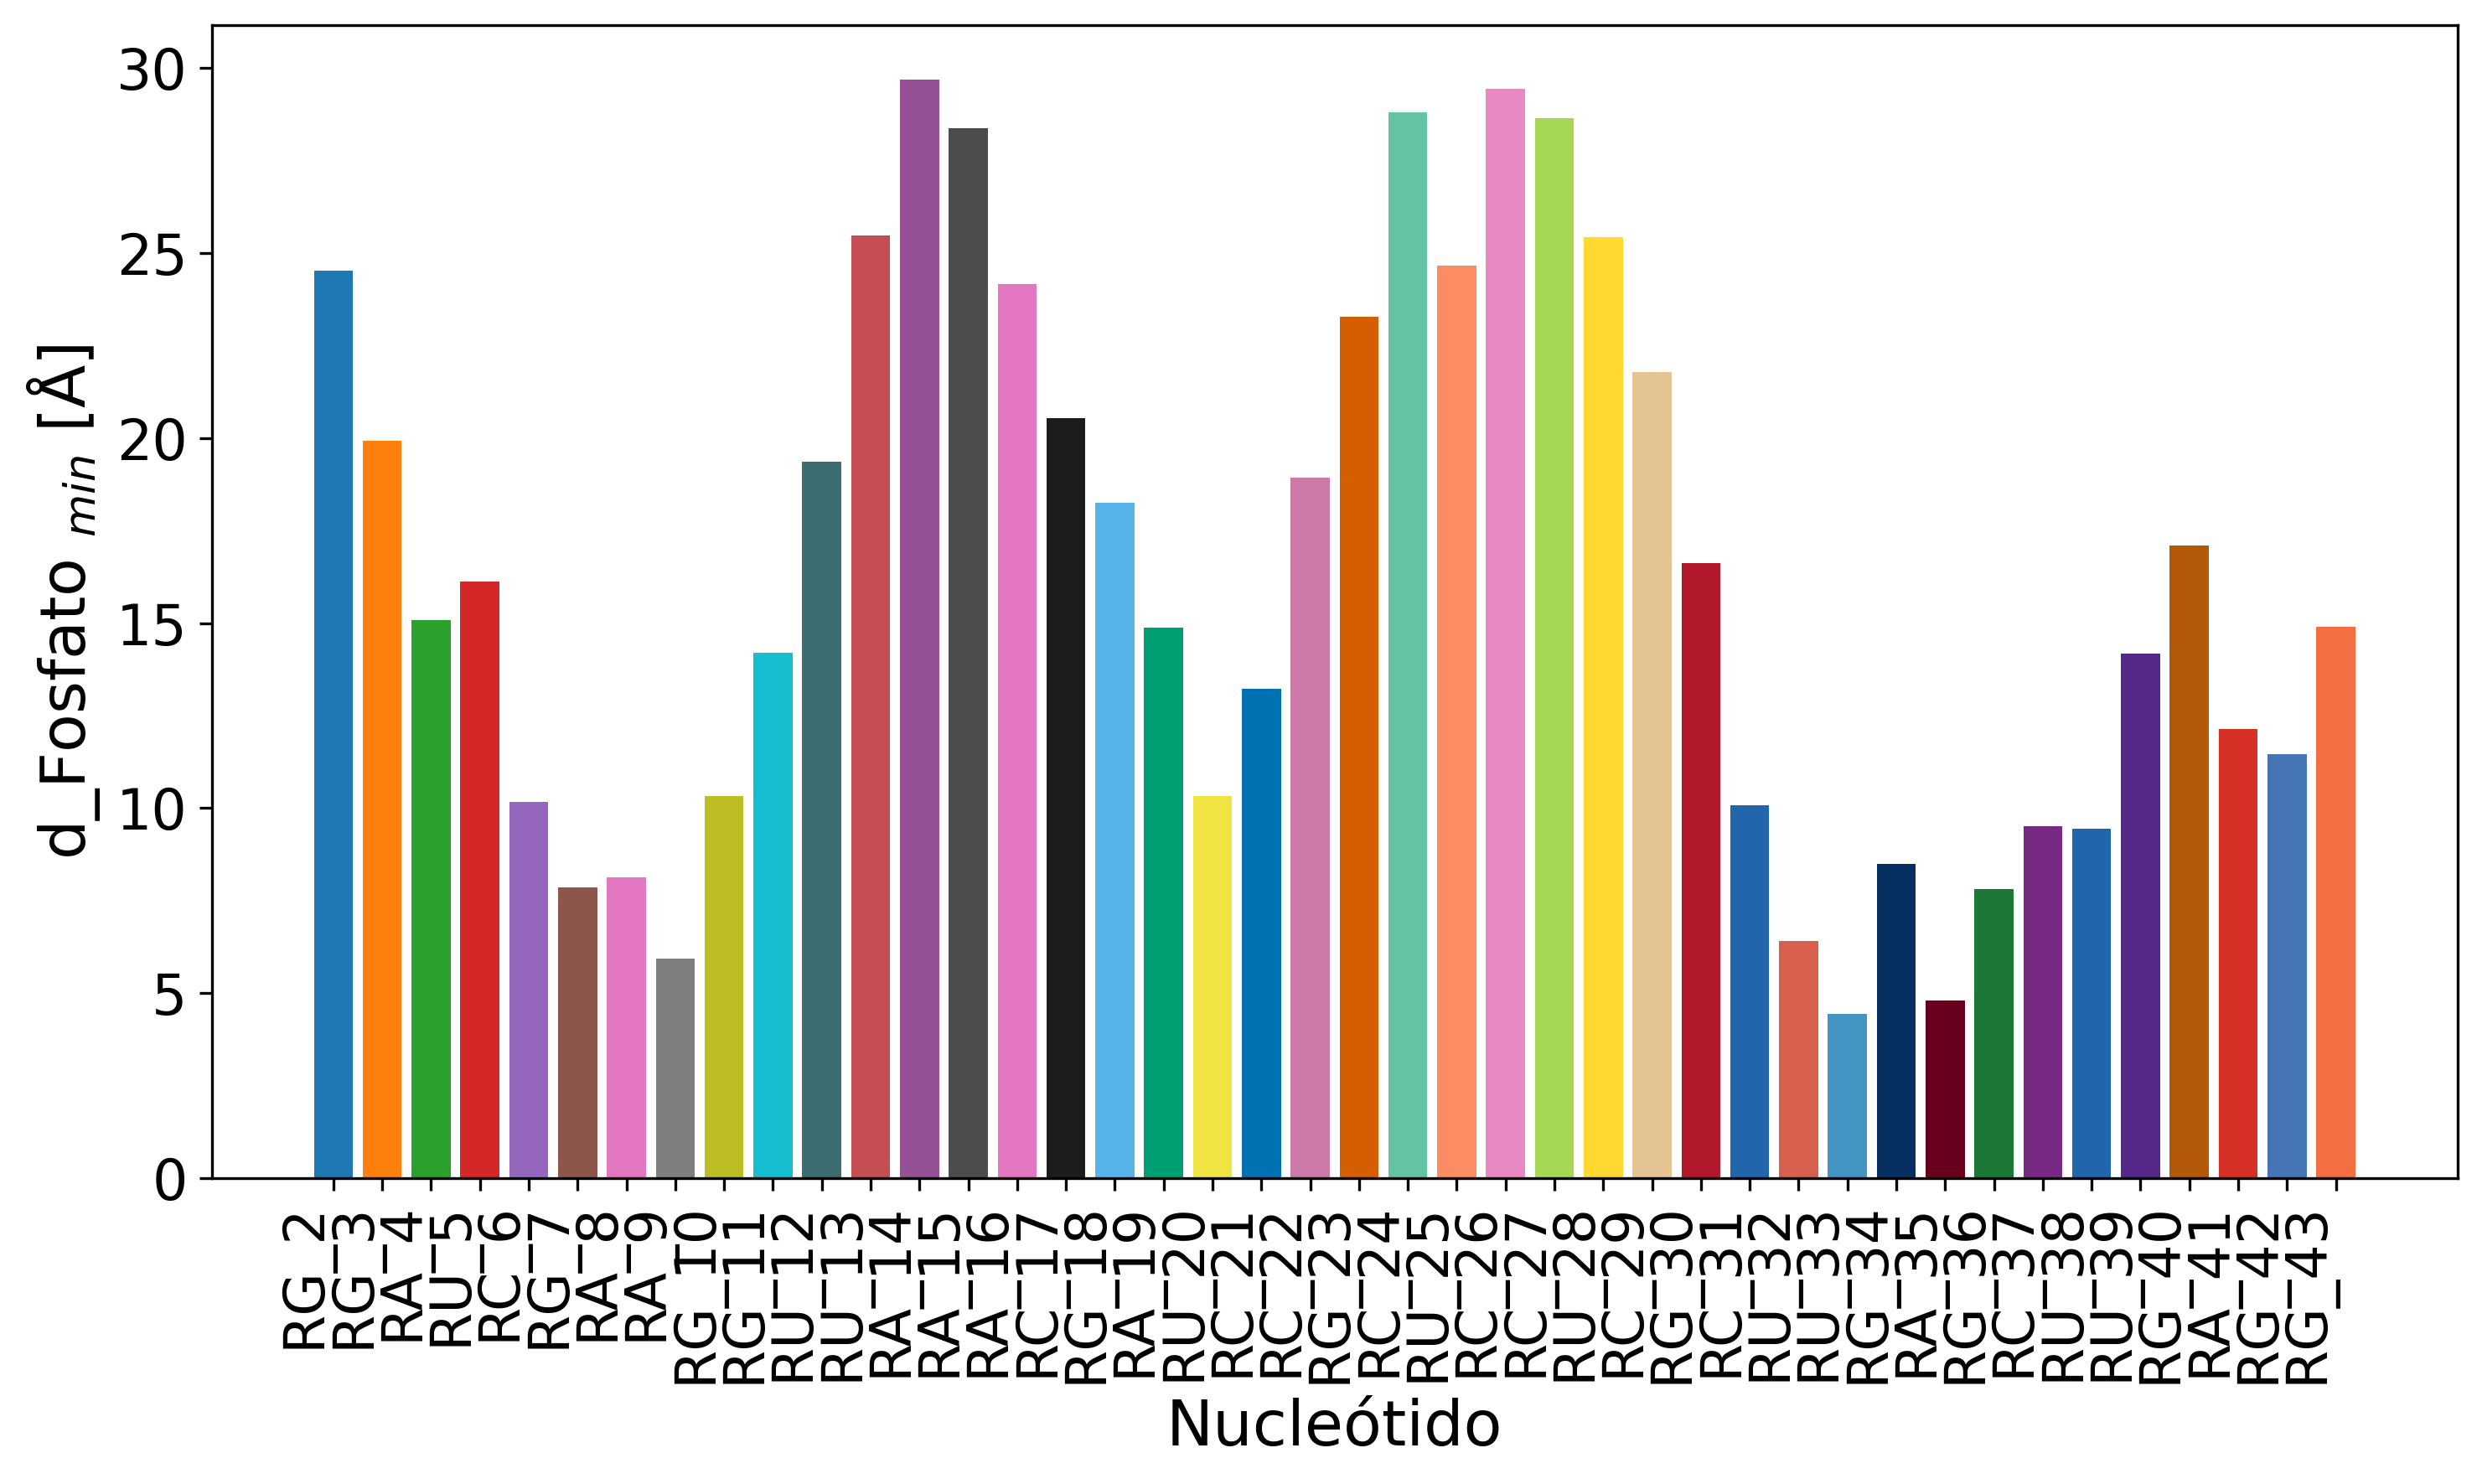 30
25
20
15
10
5
0
d_Fosfato min [Å]
RG_2
RG_3
RA_4
RU_5
RC_6
RG_7
RA_8
RA_9
RG_10
RG_11
RU_12
RU_13
RA_14
RA_15
RA_16
RC_17
RG_18
RA_19
RU_20
RC_21
RC_22
RG_23
RC_24
RU_25
RC_26
RC_27
RU_28
RC_29
RG_30
RC_31
RU_32
RU_33
RG_34
RA_35
RG_36
RC_37
RU_38
RU_39
RG_40
RA_41
RG_42
RG_43
Nucleótido